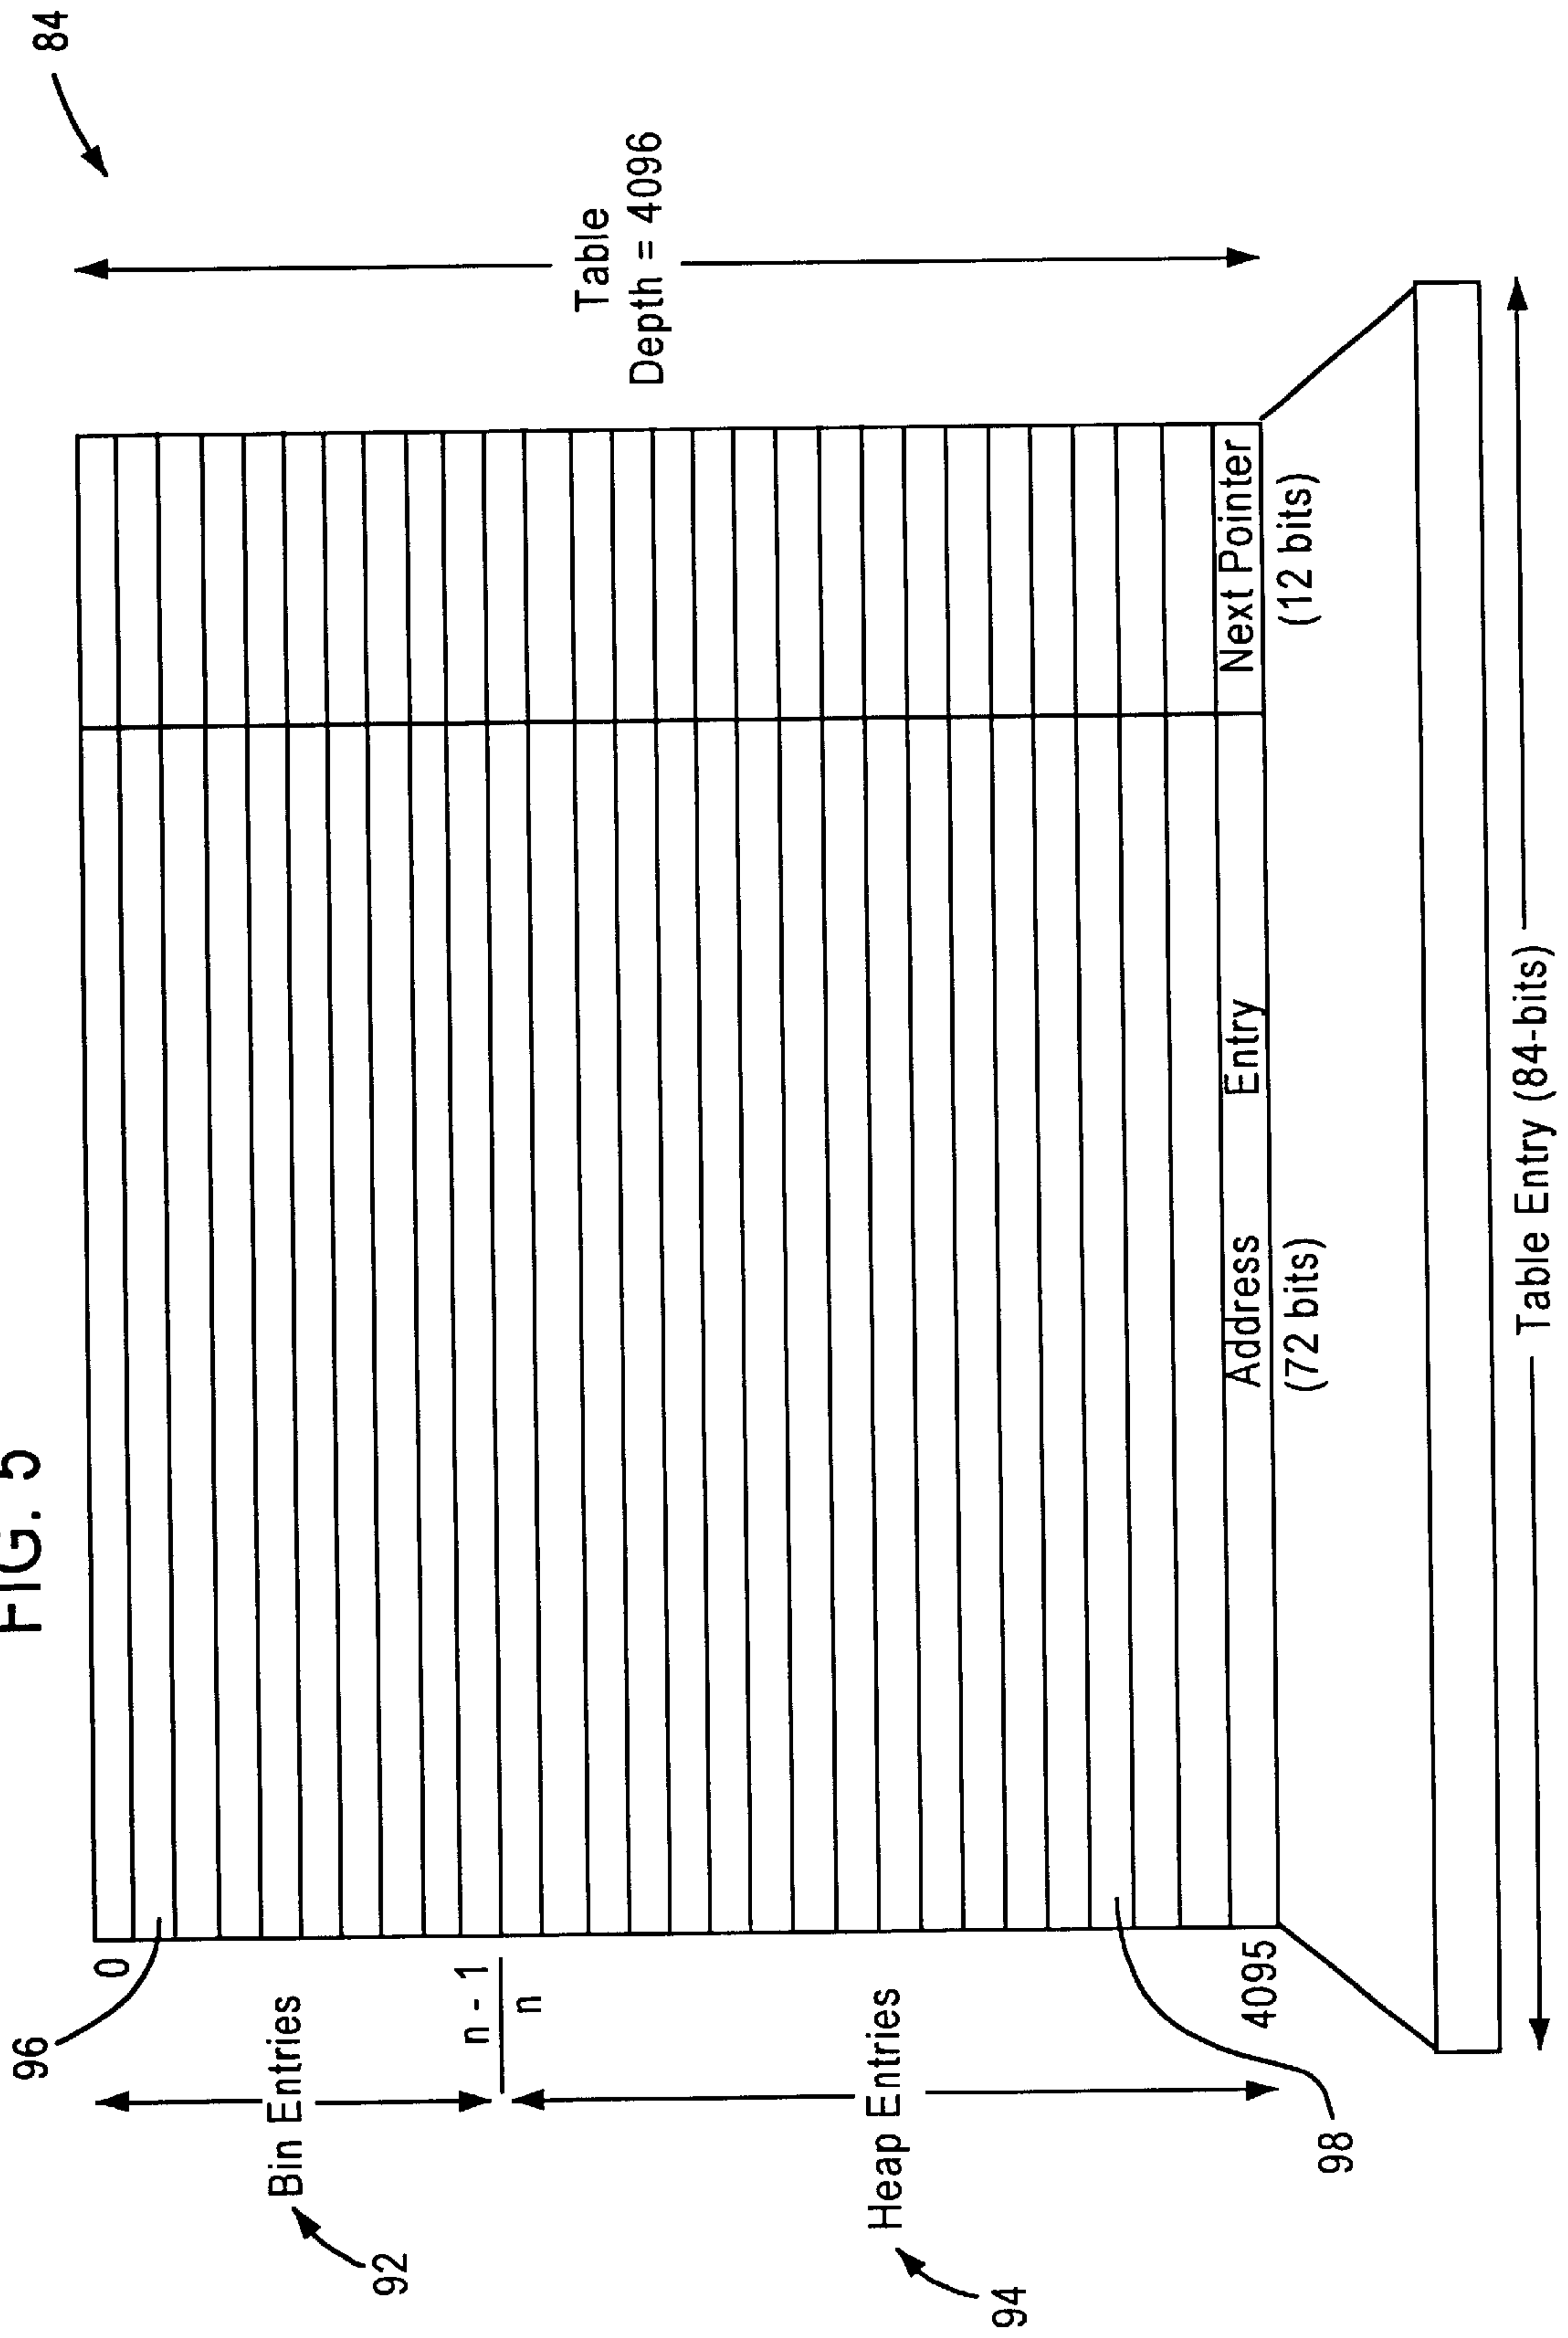 FIG. 5
84
96
0
Bin Entries
92
n - 1
n
Table
Depth = 4096
Heap Entries
94
4095
98
Address Entry
(72 bits)
Next Pointer
(12 bits)
Table Entry (84-bits)